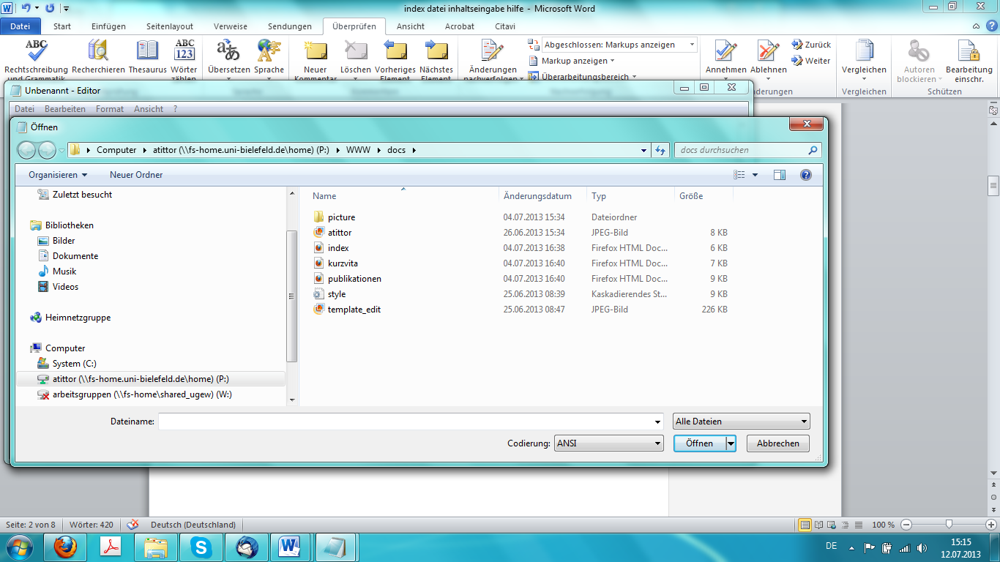 index datei inhaltseingabe hilfe - Microsoft Word
Datei Start Einfügen Seitenlayout Verweise Sendungen Überprüfen Ansicht Acrobat Citavi
ABC ABC 123 Abgeschlossen: Markups anzeigen Zurück
Markup anzeigen Weiter
Rechtschreibung Recherchieren Thesaurus Wörter Übersetzen Sprache Neuer Löschen Vorheriges Nächstes Änderungen Annehmen Ablehnen Vergleichen Autoren Bearbeitung
und Grammatik zählen Kommentar Element Element nachverfolgen Überarbeitungsbereich blockieren einschr.
Vergleichen Schützen
Unbenannt - Editor
Datei Bearbeiten Format Ansicht ?
Öffnen
Computer atittor (\\fs-home.uni-bielefeld.de\home) (P:) WWW docs docs durchsuchen
Organisieren Neuer Ordner
Zuletzt besucht
Bibliotheken
Bilder
Dokumente
Musik
Videos
Heimnetzgruppe
Computer
System (C:)
atittor (\\fs-home.uni-bielefeld.de\home) (P:)
arbeitsgruppen (\\fs-home\shared_ugew) (W:)
Name Änderungsdatum Typ Größe
picture 04.07.2013 15:34 Dateiordner
atittor 26.06.2013 15:34 JPEG-Bild 8 KB
index 04.07.2013 16:38 Firefox HTML Doc... 6 KB
kurzvita 04.07.2013 16:40 Firefox HTML Doc... 7 KB
publikationen 04.07.2013 16:40 Firefox HTML Doc... 9 KB
style 25.06.2013 08:39 Kaskadierendes St... 9 KB
template_edit 25.06.2013 08:47 JPEG-Bild 226 KB
Dateiname: Alle Dateien
Codierung: ANSI Öffnen Abbrechen
Seite: 2 von 8 Wörter: 420 Deutsch (Deutschland) 100 %
DE 15:15
12.07.2013